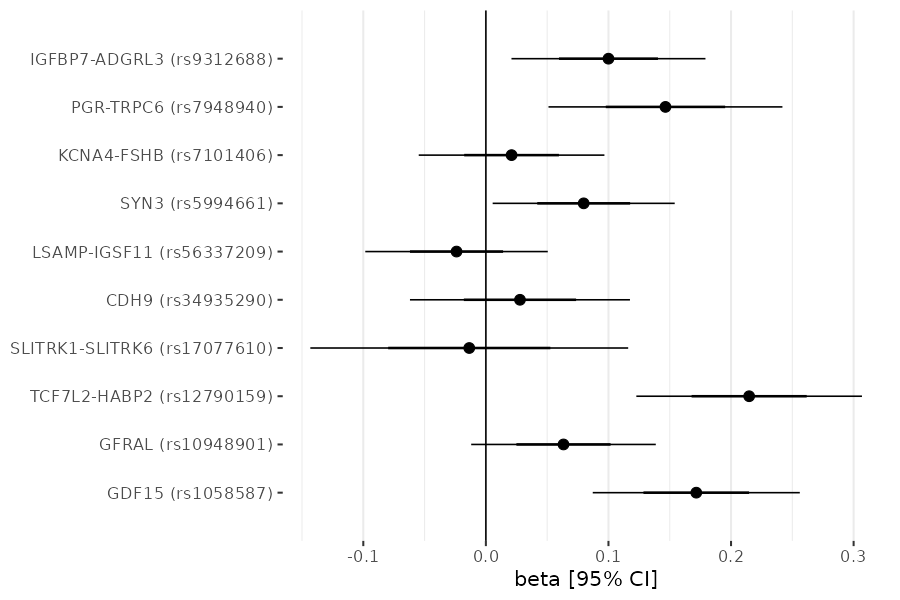 IGFBP7-ADGRL3 (rs9312688)
PGR-TRPC6 (rs7948940)
KCNA4-FSHB (rs7101406)
SYN3 (rs5994661)
LSAMP-IGSF11 (rs56337209)
CDH9 (rs34935290)
SLITRK1-SLITRK6 (rs17077610)
TCF7L2-HABP2 (rs12790159)
GFRAL (rs10948901)
GDF15 (rs1058587)
-0.1 0.0 0.1 0.2 0.3
beta [95% CI]